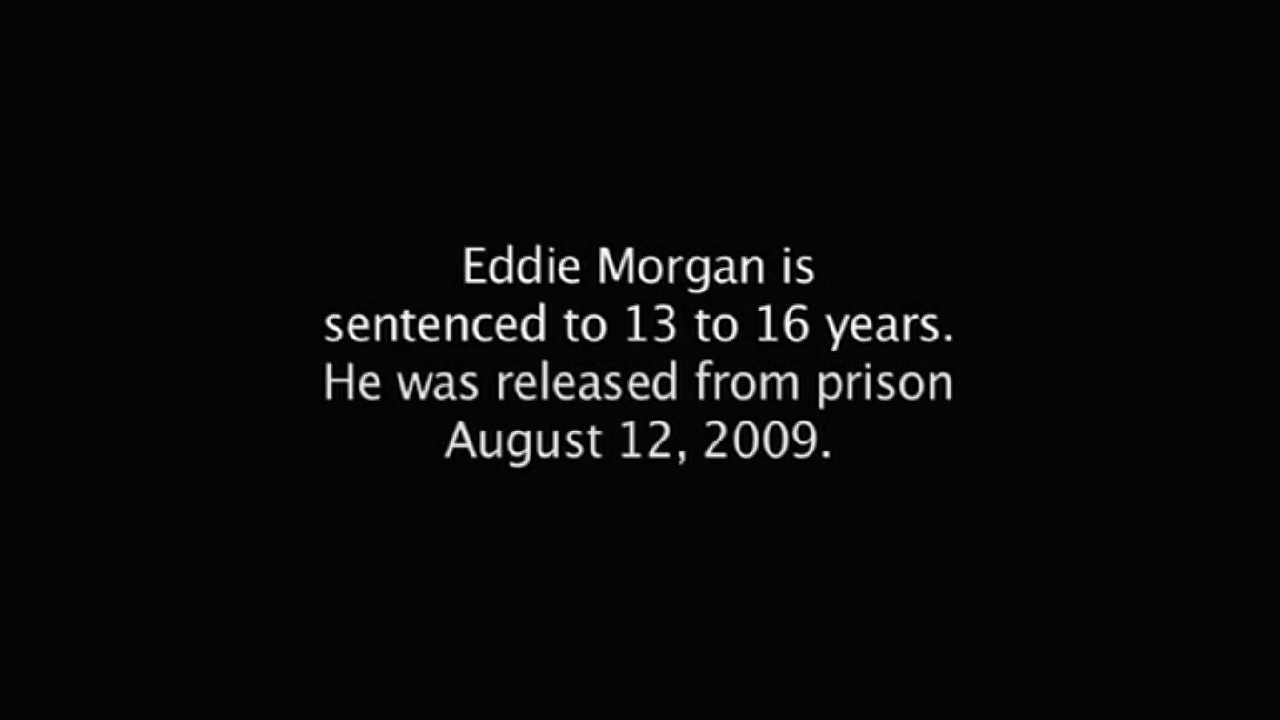 Eddie Morgan is
sentenced to 13 to 16 years.
He was released from prison
August 12, 2009.